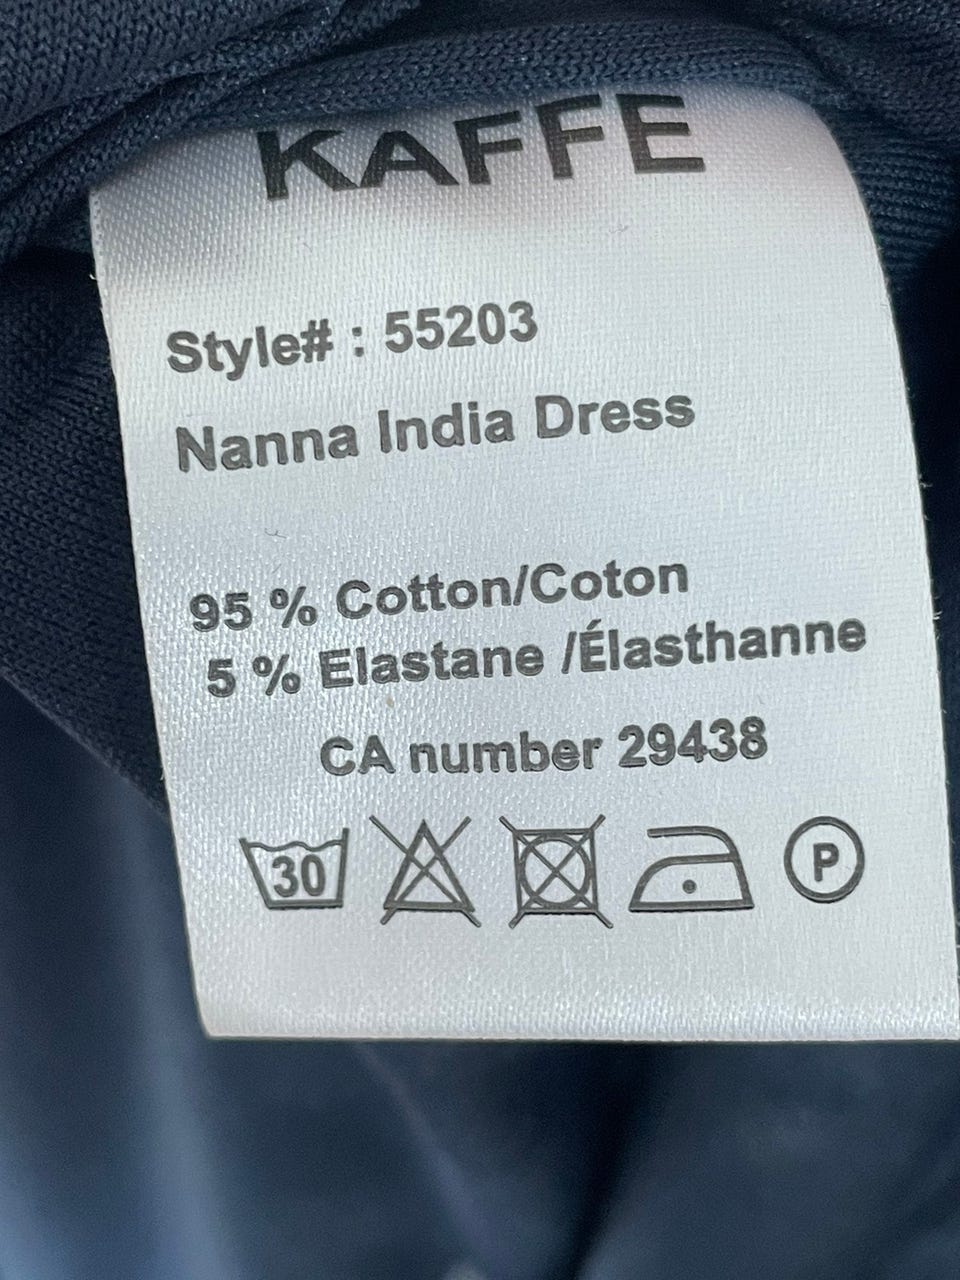 KAFFE
Style# : 55203
Nanna India Dress
95 % Cotton/Coton
5 % Elastane /Élasthanne
CA number 29438
30 P